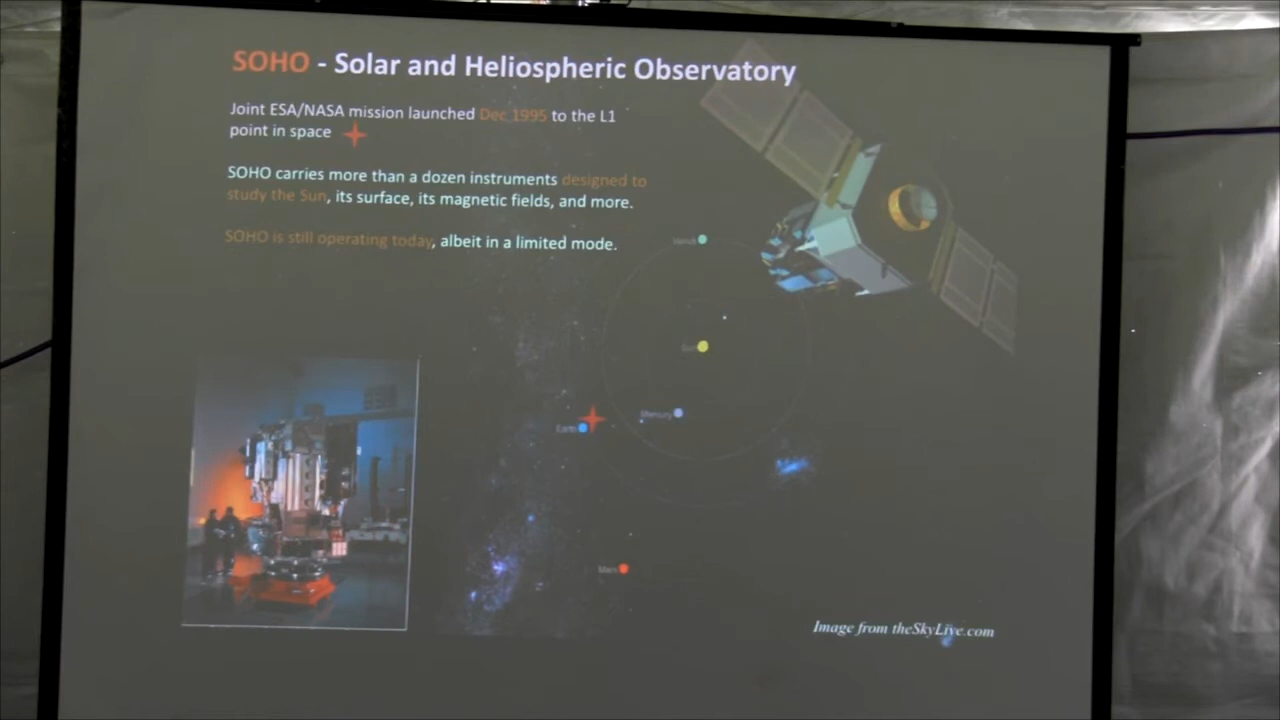 SOHO - Solar and Heliospheric Observatory
Joint ESA/NASA mission launched Dec 1995 to the L1
point in space
SOHO carries more than a dozen instruments designed to
study the Sun, its surface, its magnetic fields, and more.
SOHO is still operating today, albeit in a limited mode.
Venus
Mercury
Earth
Mars
Image from theSkyLive.com